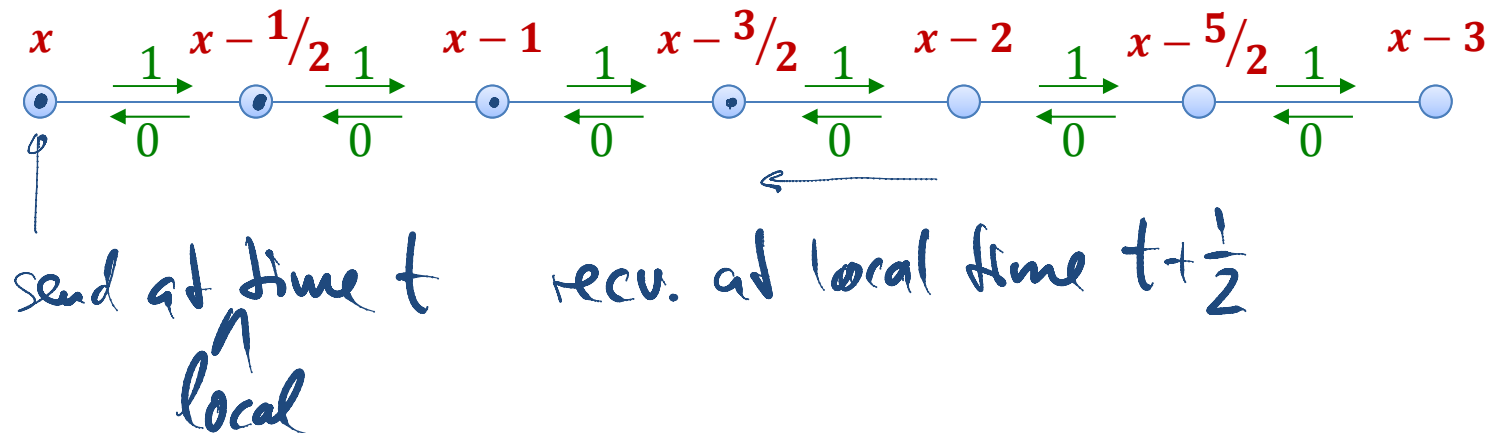 x x − 1/2 x − 1 x − 3/2 x − 2 x − 5/2 x − 3
1 1 1 1 1 1
0 0 0 0 0 0
send at time t recv. at local time t + 1/2
local